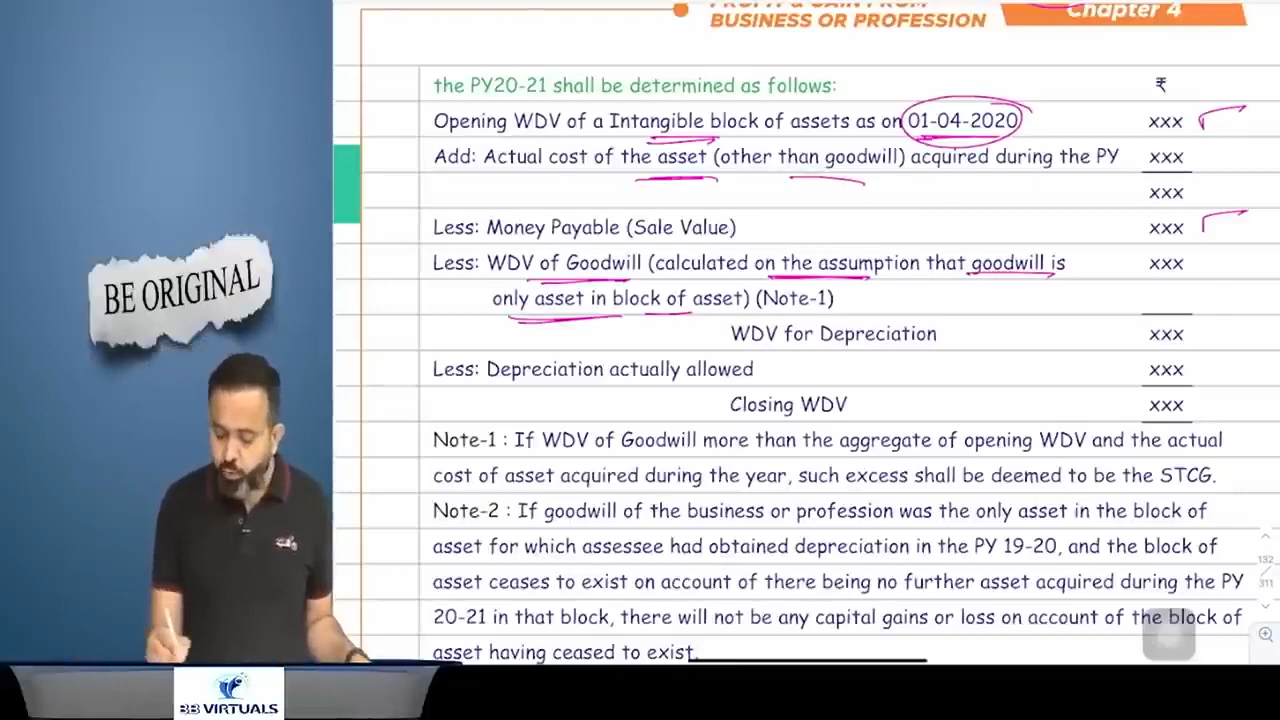 PROFIT & GAIN FROM
BUSINESS OR PROFESSION
Chapter 4
the PY20-21 shall be determined as follows: ₹
Opening WDV of a Intangible block of assets as on 01-04-2020 xxx
Add: Actual cost of the asset (other than goodwill) acquired during the PY xxx
xxx
Less: Money Payable (Sale Value) xxx
Less: WDV of Goodwill (calculated on the assumption that goodwill is xxx
only asset in block of asset) (Note-1)
WDV for Depreciation xxx
Less: Depreciation actually allowed xxx
Closing WDV xxx
Note-1 : If WDV of Goodwill more than the aggregate of opening WDV and the actual
cost of asset acquired during the year, such excess shall be deemed to be the STCG.
Note-2 : If goodwill of the business or profession was the only asset in the block of
asset for which assessee had obtained depreciation in the PY 19-20, and the block of
asset ceases to exist on account of there being no further asset acquired during the PY
20-21 in that block, there will not be any capital gains or loss on account of the block of
asset having ceased to exist.
132
/
311
BE ORIGINAL
BB VIRTUALS